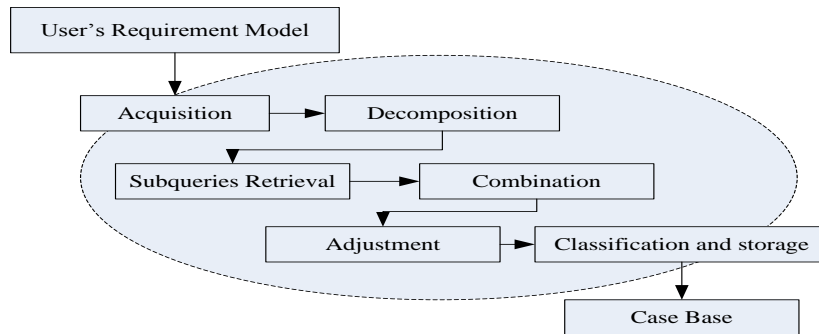 User's Requirement Model
Acquisition
Decomposition
Subqueries Retrieval
Combination
Adjustment
Classification and storage
Case Base